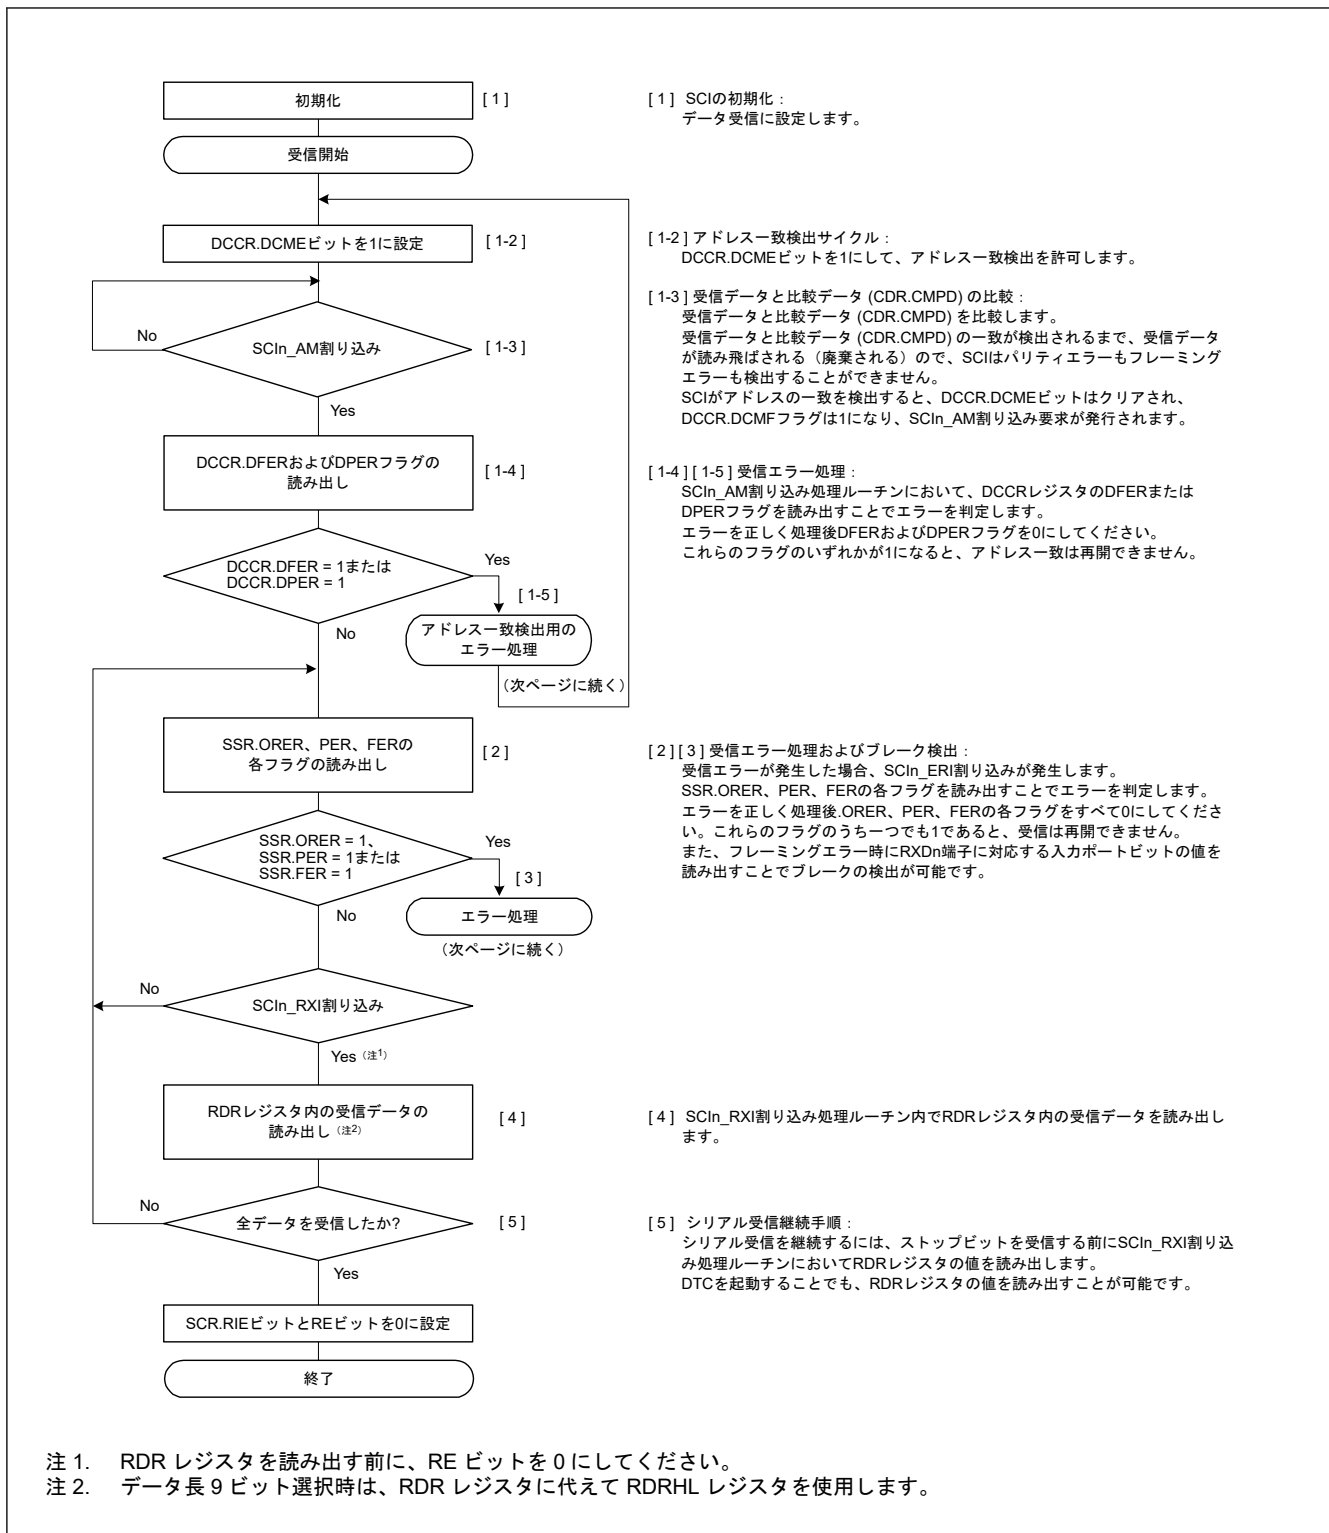 初期化
[ 1 ]
受信開始
DCCR.DCMEビットを1に設定
[ 1-2 ]
No
SCIn_AM割り込み
[ 1-3 ]
Yes
DCCR.DFERおよびDPERフラグの
読み出し
[ 1-4 ]
DCCR.DFER = 1または
DCCR.DPER = 1
Yes
[ 1-5 ]
アドレス一致検出用の
エラー処理
(次ページに続く)
No
SSR.ORER、PER、FERの
各フラグの読み出し
[ 2 ]
SSR.ORER = 1、
SSR.PER = 1または
SSR.FER = 1
Yes
[ 3 ]
エラー処理
(次ページに続く)
No
No
SCIn_RXI割り込み
Yes (注1)
RDRレジスタ内の受信データの
読み出し (注2)
[ 4 ]
No
全データを受信したか?
[ 5 ]
Yes
SCR.RIEビットとREビットを0に設定
終了
[ 1 ] SCIの初期化：
データ受信に設定します。
[ 1-2 ] アドレス一致検出サイクル：
DCCR.DCMEビットを1にして、アドレス一致検出を許可します。
[ 1-3 ] 受信データと比較データ (CDR.CMPD) の比較：
受信データと比較データ (CDR.CMPD) を比較します。
受信データと比較データ (CDR.CMPD) の一致が検出されるまで、受信データ
が読み飛ばされる（廃棄される）ので、SCIはパリティエラーもフレーミング
エラーも検出することができません。
SCIがアドレスの一致を検出すると、DCCR.DCMEビットはクリアされ、
DCCR.DCMFフラグは1になり、SCIn_AM割り込み要求が発行されます。
[ 1-4 ] [ 1-5 ] 受信エラー処理：
SCIn_AM割り込み処理ルーチンにおいて、DCCRレジスタのDFERまたは
DPERフラグを読み出すことでエラーを判定します。
エラーを正しく処理後DFERおよびDPERフラグを0にしてください。
これらのフラグのいずれかが1になると、アドレス一致は再開できません。
[ 2 ] [ 3 ] 受信エラー処理およびブレーク検出：
受信エラーが発生した場合、SCIn_ERI割り込みが発生します。
SSR.ORER、PER、FERの各フラグを読み出すことでエラーを判定します。
エラーを正しく処理後.ORER、PER、FERの各フラグをすべて0にしてくださ
い。これらのフラグのうち一つでも1であると、受信は再開できません。
また、フレーミングエラー時にRXDn端子に対応する入力ポートビットの値を
読み出すことでブレークの検出が可能です。
[ 4 ] SCIn_RXI割り込み処理ルーチン内でRDRレジスタ内の受信データを読み出し
ます。
[ 5 ] シリアル受信継続手順：
シリアル受信を継続するには、ストップビットを受信する前にSCIn_RXI割り込
み処理ルーチンにおいてRDRレジスタの値を読み出します。
DTCを起動することでも、RDRレジスタの値を読み出すことが可能です。
注 1. RDR レジスタを読み出す前に、RE ビットを 0 にしてください。
注 2. データ長 9 ビット選択時は、RDR レジスタに代えて RDRHL レジスタを使用します。